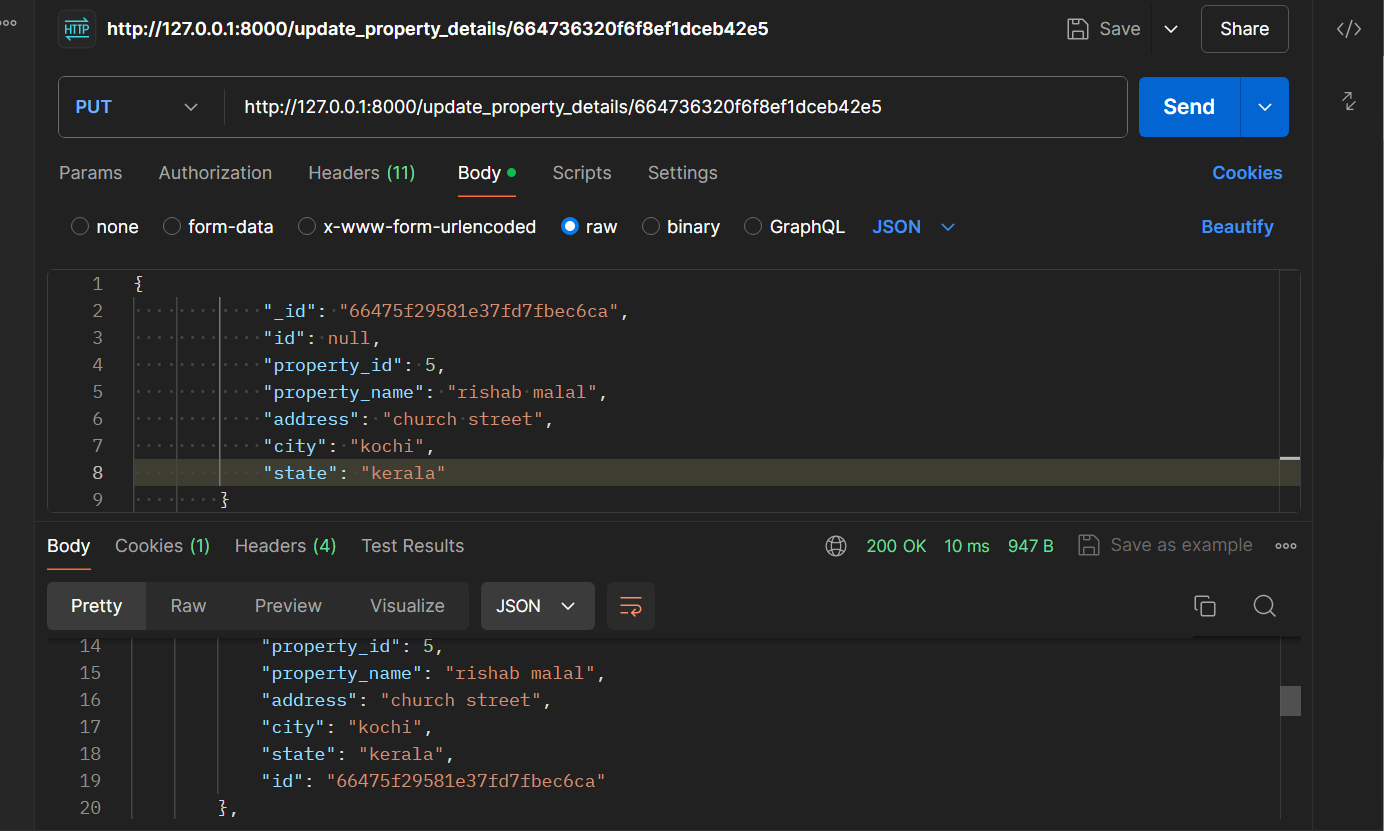 HTTP http://127.0.0.1:8000/update_property_details/664736320f6f8ef1dceb42e5 Save Share
PUT http://127.0.0.1:8000/update_property_details/664736320f6f8ef1dceb42e5 Send
Params Authorization Headers (11) Body Scripts Settings Cookies
none form-data x-www-form-urlencoded raw binary GraphQL JSON Beautify
1 {
2 "_id": "66475f29581e37fd7fbec6ca",
3 "id": null,
4 "property_id": 5,
5 "property_name": "rishab malal",
6 "address": "church street",
7 "city": "kochi",
8 "state": "kerala"
9 }
Body Cookies (1) Headers (4) Test Results 200 OK 10 ms 947 B Save as example
Pretty Raw Preview Visualize JSON
14 "property_id": 5,
15 "property_name": "rishab malal",
16 "address": "church street",
17 "city": "kochi",
18 "state": "kerala",
19 "id": "66475f29581e37fd7fbec6ca"
20 },